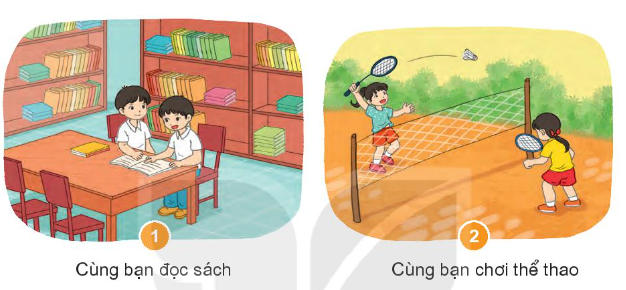 1
2
Cùng bạn đọc sách
Cùng bạn chơi thể thao